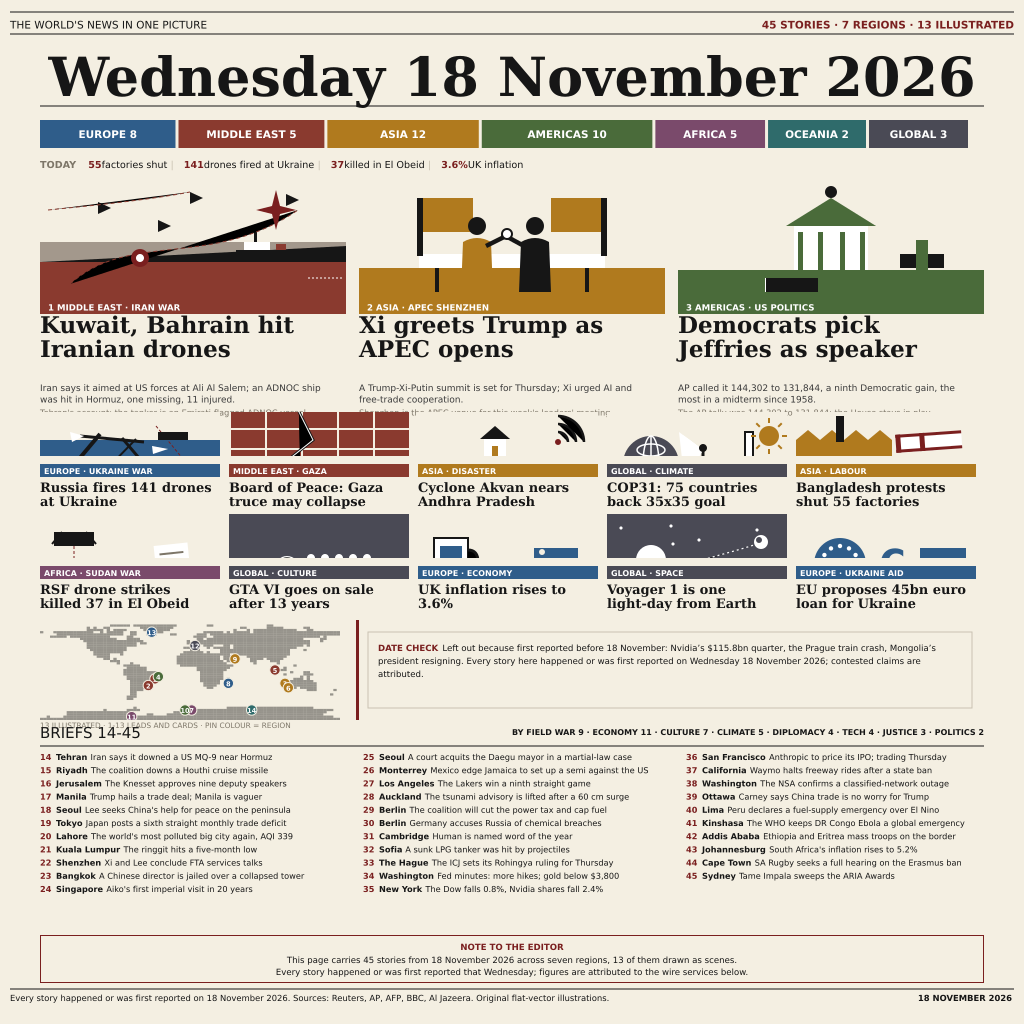 THE WORLD'S NEWS IN ONE PICTURE
45 STORIES · 7 REGIONS · 13 ILLUSTRATED
Wednesday 18 November 2026
EUROPE 8
MIDDLE EAST 5
ASIA 12
AMERICAS 10
AFRICA 5
OCEANIA 2
GLOBAL 3
TODAY 55factories shut | 141drones fired at Ukraine | 37killed in El Obeid | 3.6%UK inflation
1 MIDDLE EAST · IRAN WAR
Kuwait, Bahrain hit
Iranian drones
Iran says it aimed at US forces at Ali Al Salem; an ADNOC ship
was hit in Hormuz, one missing, 11 injured.
2 ASIA · APEC SHENZHEN
Xi greets Trump as
APEC opens
A Trump-Xi-Putin summit is set for Thursday; Xi urged AI and
free-trade cooperation.
3 AMERICAS · US POLITICS
Democrats pick
Jeffries as speaker
AP called it 144,302 to 131,844, a ninth Democratic gain, the
most in a midterm since 1958.
EUROPE · UKRAINE WAR
Russia fires 141 drones
at Ukraine
MIDDLE EAST · GAZA
Board of Peace: Gaza
truce may collapse
ASIA · DISASTER
Cyclone Akvan nears
Andhra Pradesh
GLOBAL · CLIMATE
COP31: 75 countries
back 35x35 goal
ASIA · LABOUR
Bangladesh protests
shut 55 factories
AFRICA · SUDAN WAR
RSF drone strikes
killed 37 in El Obeid
GLOBAL · CULTURE
GTA VI goes on sale
after 13 years
EUROPE · ECONOMY
UK inflation rises to
3.6%
GLOBAL · SPACE
Voyager 1 is one
light-day from Earth
EUROPE · UKRAINE AID
EU proposes 45bn euro
loan for Ukraine
13
12
9
5
4
2
8
6
11
10
7
14
13 ILLUSTRATED · 1-13 LEADS AND CARDS · PIN COLOUR = REGION
DATE CHECK Left out because first reported before 18 November: Nvidia's $115.8bn quarter, the Prague train crash, Mongolia's
president resigning. Every story here happened or was first reported on Wednesday 18 November 2026; contested claims are
attributed.
BRIEFS 14-45
BY FIELD WAR 9 · ECONOMY 11 · CULTURE 7 · CLIMATE 5 · DIPLOMACY 4 · TECH 4 · JUSTICE 3 · POLITICS 2
14 Tehran Iran says it downed a US MQ-9 near Hormuz
15 Riyadh The coalition downs a Houthi cruise missile
16 Jerusalem The Knesset approves nine deputy speakers
17 Manila Trump hails a trade deal; Manila is vaguer
18 Seoul Lee seeks China's help for peace on the peninsula
19 Tokyo Japan posts a sixth straight monthly trade deficit
20 Lahore The world's most polluted big city again, AQI 339
21 Kuala Lumpur The ringgit hits a five-month low
22 Shenzhen Xi and Lee conclude FTA services talks
23 Bangkok A Chinese director is jailed over a collapsed tower
24 Singapore Aiko's first imperial visit in 20 years
25 Seoul A court acquits the Daegu mayor in a martial-law case
26 Monterrey Mexico edge Jamaica to set up a semi against the US
27 Los Angeles The Lakers win a ninth straight game
28 Auckland The tsunami advisory is lifted after a 60 cm surge
29 Berlin The coalition will cut the power tax and cap fuel
30 Berlin Germany accuses Russia of chemical breaches
31 Cambridge Human is named word of the year
32 Sofia A sunk LPG tanker was hit by projectiles
33 The Hague The ICJ sets its Rohingya ruling for Thursday
34 Washington Fed minutes: more hikes; gold below $3,800
35 New York The Dow falls 0.8%, Nvidia shares fall 2.4%
36 San Francisco Anthropic to price its IPO; trading Thursday
37 California Waymo halts freeway rides after a state ban
38 Washington The NSA confirms a classified-network outage
39 Ottawa Carney says China trade is no worry for Trump
40 Lima Peru declares a fuel-supply emergency over El Nino
41 Kinshasa The WHO keeps DR Congo Ebola a global emergency
42 Addis Ababa Ethiopia and Eritrea mass troops on the border
43 Johannesburg South Africa's inflation rises to 5.2%
44 Cape Town SA Rugby seeks a full hearing on the Erasmus ban
45 Sydney Tame Impala sweeps the ARIA Awards
NOTE TO THE EDITOR
This page carries 45 stories from 18 November 2026 across seven regions, 13 of them drawn as scenes.
Every story happened or was first reported that Wednesday; figures are attributed to the wire services below.
Every story happened or was first reported on 18 November 2026. Sources: Reuters, AP, AFP, BBC, Al Jazeera. Original flat-vector illustrations.
18 NOVEMBER 2026